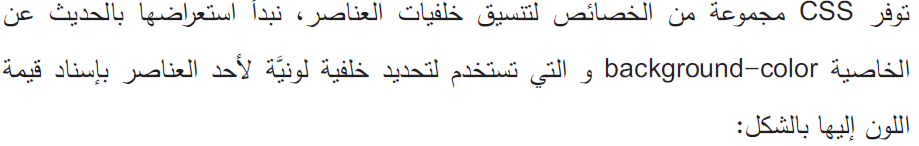 توفر CSS مجموعة من الخصائص لتنسيق خلفيات العناصر، نبدأ استعراضها بالحديث عن
الخاصية background-color و التي تستخدم لتحديد خلفية لونيَّة لأحد العناصر بإسناد قيمة
اللون إليها بالشكل: